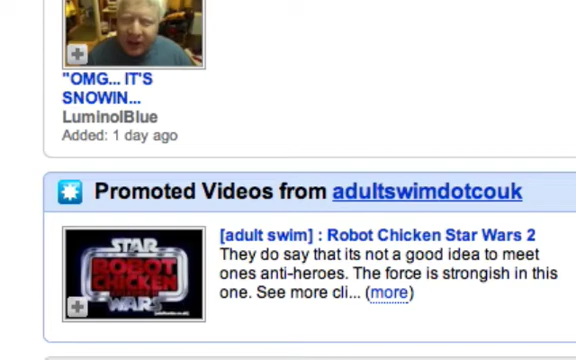 "OMG... IT'S
SNOWIN...
LuminolBlue
Added: 1 day ago
Promoted Videos from adultswimdotcouk
[adult swim] : Robot Chicken Star Wars 2
They do say that its not a good idea to meet
ones anti-heroes. The force is strongish in this
one. See more cli... (more)
STAR
ROBOT
CHICKEN
WARS